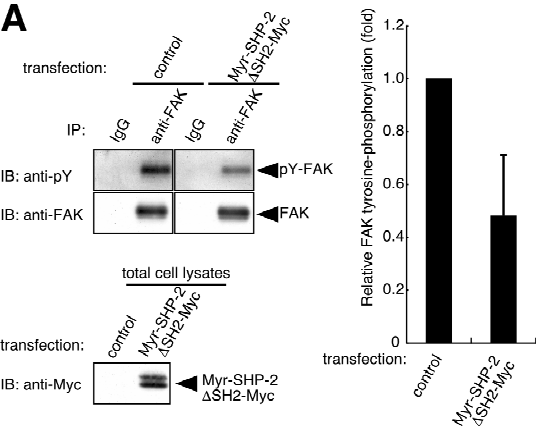 A
transfection:
control
Myr-SHP-2
ΔSH2-Myc
IP:
IgG
anti-FAK
IgG
anti-FAK
IB: anti-pY
pY-FAK
IB: anti-FAK
FAK
total cell lysates
transfection:
control
Myr-SHP-2
ΔSH2-Myc
IB: anti-Myc
Myr-SHP-2
ΔSH2-Myc
Relative FAK tyrosine-phosphorylation (fold)
1.2
1.0
0.8
0.6
0.4
0.2
0
transfection:
control
Myr-SHP-2
ΔSH2-Myc